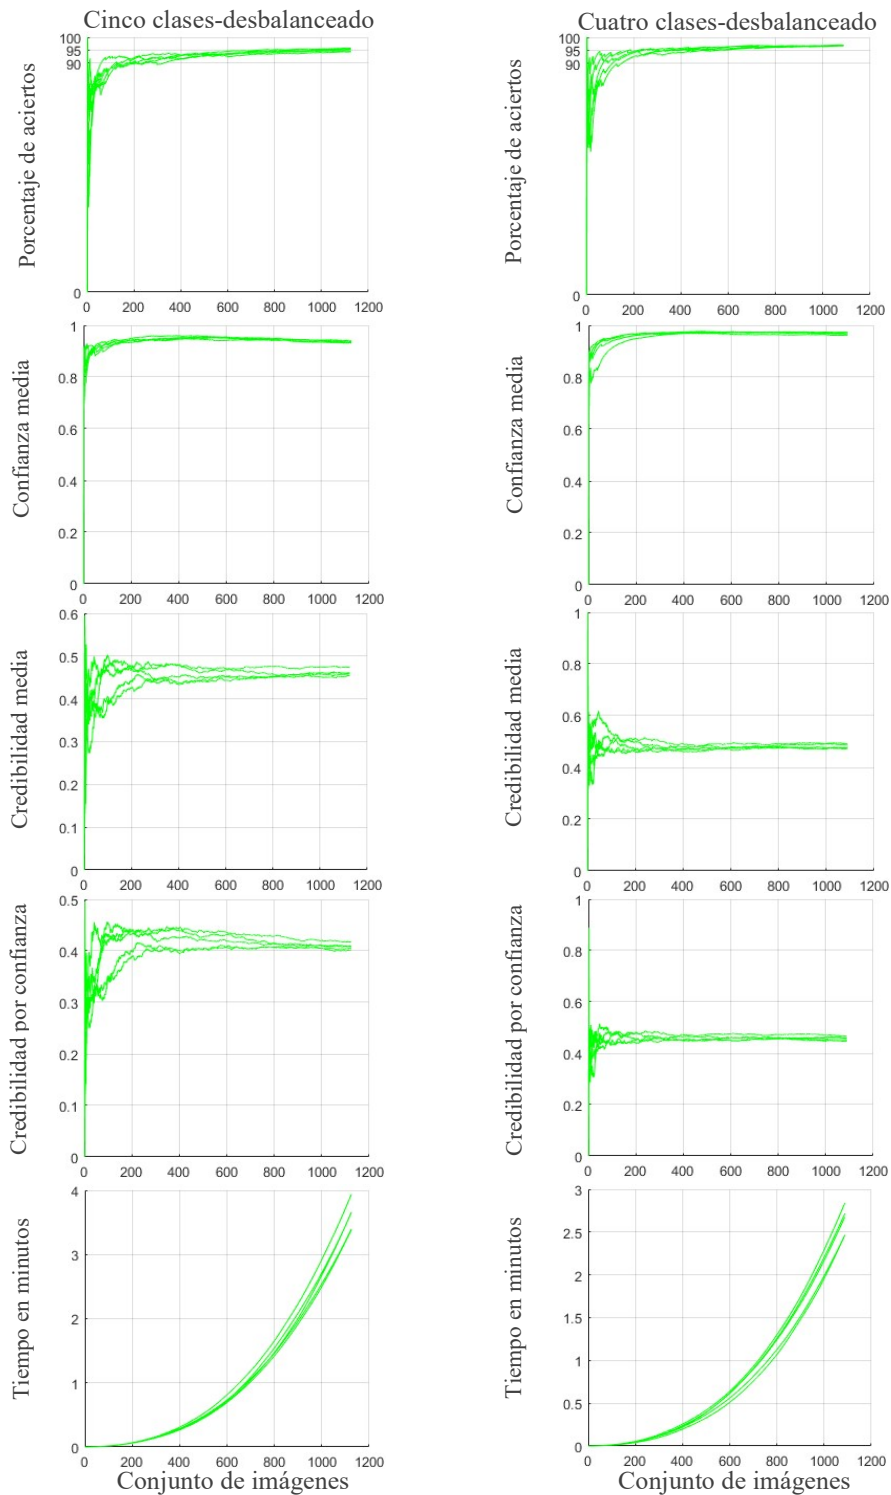 Cinco clases-desbalanceado
Cuatro clases-desbalanceado
Porcentaje de aciertos
100
95
90
0
0 200 400 600 800 1000 1200
Porcentaje de aciertos
100
95
90
0
0 200 400 600 800 1000 1200
Confianza media
1
0.8
0.6
0.4
0.2
0
0 200 400 600 800 1000 1200
Confianza media
1
0.8
0.6
0.4
0.2
0
0 200 400 600 800 1000 1200
Credibilidad media
0.6
0.5
0.4
0.3
0.2
0.1
0
0 200 400 600 800 1000 1200
Credibilidad media
1
0.8
0.6
0.4
0.2
0
0 200 400 600 800 1000 1200
Credibilidad por confianza
0.5
0.4
0.3
0.2
0.1
0
0 200 400 600 800 1000 1200
Credibilidad por confianza
1
0.8
0.6
0.4
0.2
0
0 200 400 600 800 1000 1200
Tiempo en minutos
4
3
2
1
0
0 200 400 600 800 1000 1200
Conjunto de imágenes
Tiempo en minutos
3
2.5
2
1.5
1
0.5
0
0 200 400 600 800 1000 1200
Conjunto de imágenes